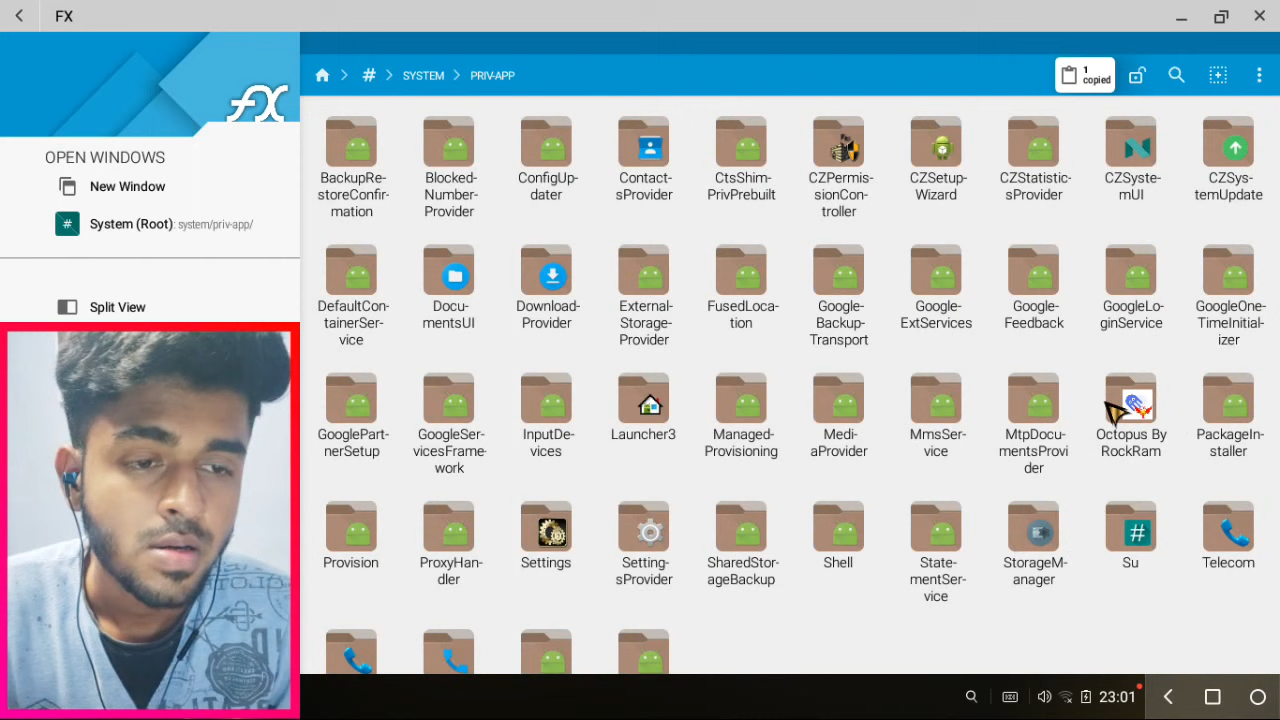 FX
FX
# SYSTEM PRIV-APP
1
copied
OPEN WINDOWS
New Window
# System (Root): system/priv-app/
Split View
BackupRe-
storeConfir-
mation
Blocked-
Number-
Provider
ConfigUp-
dater
Contact-
sProvider
CtsShim-
PrivPrebuilt
CZPermis-
sionCon-
troller
CZSetup-
Wizard
CZStatistic-
sProvider
CZSyste-
mUI
CZSys-
temUpdate
DefaultCon-
tainerSer-
vice
Docu-
mentsUI
Download-
Provider
External-
Storage-
Provider
FusedLoca-
tion
Google-
Backup-
Transport
Google-
ExtServices
Google-
Feedback
GoogleLo-
ginService
GoogleOne-
TimeInitial-
izer
GooglePart-
nerSetup
GoogleSer-
vicesFrame-
work
InputDe-
vices
Launcher3
Managed-
Provisioning
Medi-
aProvider
MmsSer-
vice
MtpDocu-
mentsProvi-
der
Octopus By
RockRam
PackageIn-
staller
Provision
ProxyHan-
dler
Settings
Setting-
sProvider
SharedStor-
ageBackup
Shell
State-
mentSer-
vice
StorageM-
anager
#
Su
Telecom
23:01